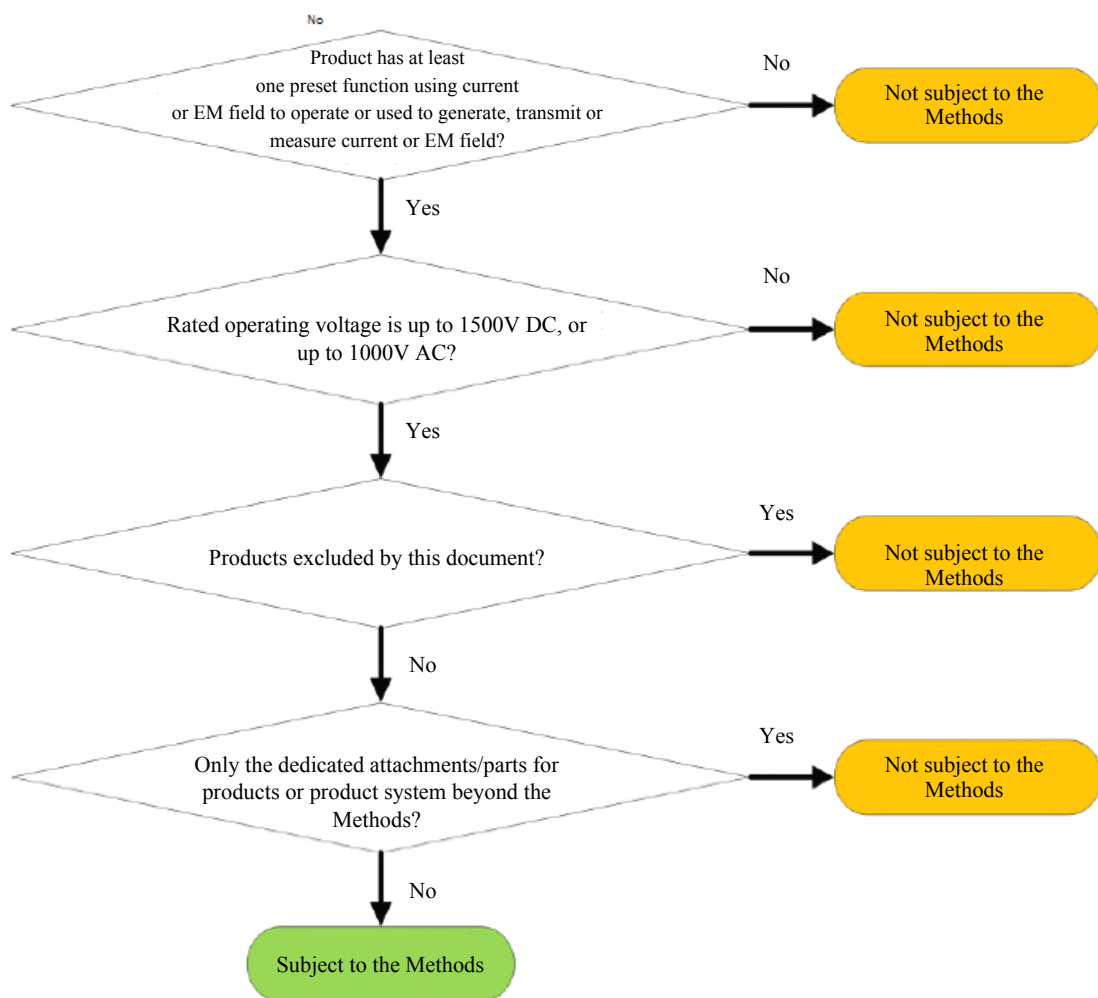 No
Product has at least
one preset function using current
or EM field to operate or used to generate, transmit or
measure current or EM field?
No
Not subject to the
Methods
Yes
Rated operating voltage is up to 1500V DC, or
up to 1000V AC?
No
Not subject to the
Methods
Yes
Products excluded by this document?
Yes
Not subject to the
Methods
No
Only the dedicated attachments/parts for
products or product system beyond the
Methods?
Yes
Not subject to the
Methods
No
Subject to the Methods